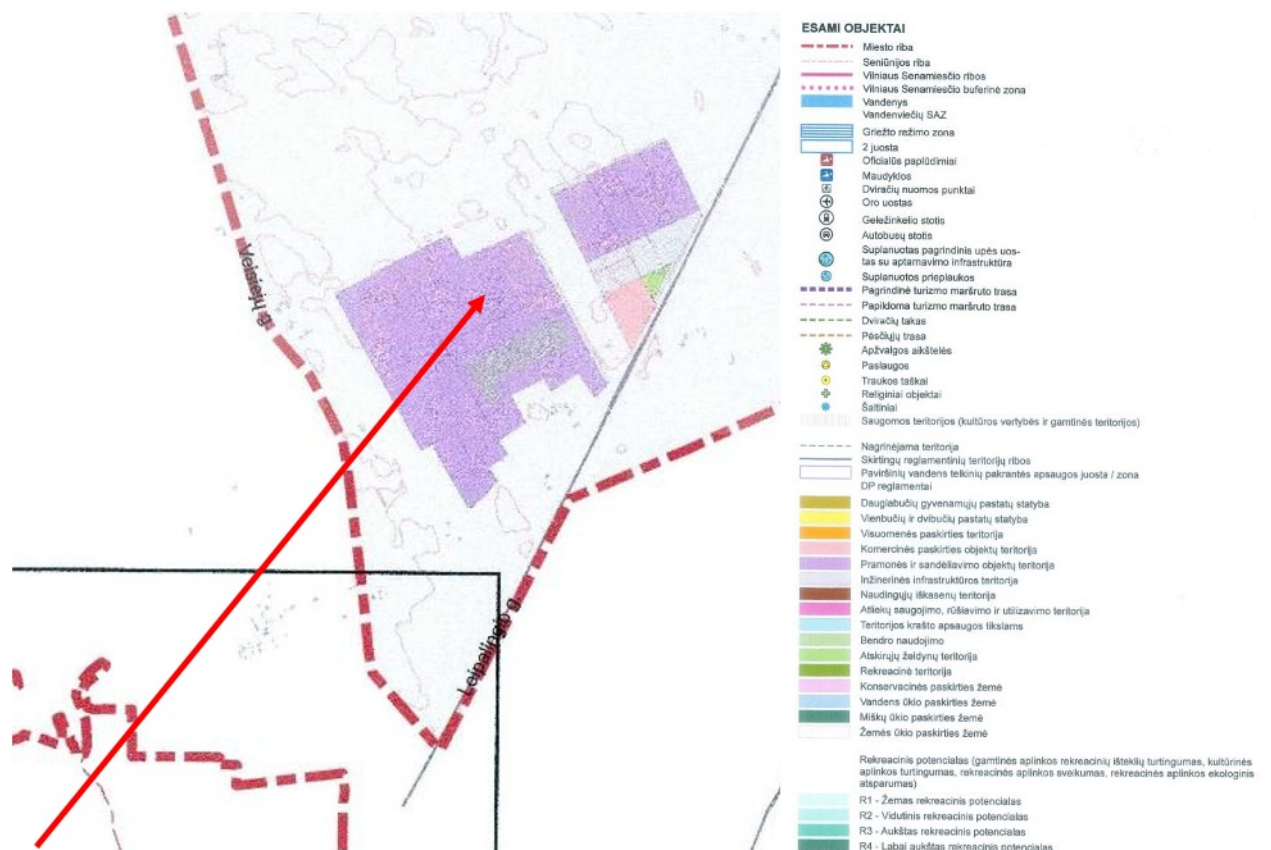 Veisiejų g.
Leipalingio g.
ESAMI OBJEKTAI
Miesto riba
Seniūnijos riba
Vilniaus Senamiesčio ribos
Vilniaus Senamiesčio buferinė zona
Vandenys
Vandenviečių SAZ
Griežto režimo zona
2 juosta
Oficialūs paplūdimiai
Maudyklos
Dviračių nuomos punktai
Oro uostas
Geležinkelio stotis
Autobusų stotis
Suplanuotas pagrindinis upės uos-
tas su aptarnavimo infrastruktūra
Suplanuotos prieplaukos
Pagrindinė turizmo maršruto trasa
Papildoma turizmo maršruto trasa
Dviračių takas
Pėsčiųjų trasa
Apžvalgos aikštelės
Paslaugos
Traukos taškai
Religiniai objektai
Šaltiniai
Saugomos teritorijos (kultūros vertybės ir gamtinės teritorijos)
Nagrinėjama teritorija
Skirtingų reglamentinių teritorijų ribos
Paviršinių vandens telkinių pakrantės apsaugos juosta / zona
DP reglamentai
Daugiabučių gyvenamųjų pastatų statyba
Vienbučių ir dvibučių pastatų statyba
Visuomenės paskirties teritorija
Komercinės paskirties objektų teritorija
Pramonės ir sandėliavimo objektų teritorija
Inžinerinės infrastruktūros teritorija
Naudingųjų iškasenų teritorija
Atliekų saugojimo, rūšiavimo ir utilizavimo teritorija
Teritorijos krašto apsaugos tikslams
Bendro naudojimo
Atskirųjų želdynų teritorija
Rekreacinė teritorija
Konservacinės paskirties žemė
Vandens ūkio paskirties žemė
Miškų ūkio paskirties žemė
Žemės ūkio paskirties žemė
Rekreacinis potencialas (gamtinės aplinkos rekreacinių išteklių turtingumas, kultūrinės
aplinkos turtingumas, rekreacinės aplinkos sveikumas, rekreacinės aplinkos ekologinis
atsparumas)
R1 - Žemas rekreacinis potencialas
R2 - Vidutinis rekreacinis potencialas
R3 - Aukštas rekreacinis potencialas
R4 - Labai aukštas rekreacinis potencialas